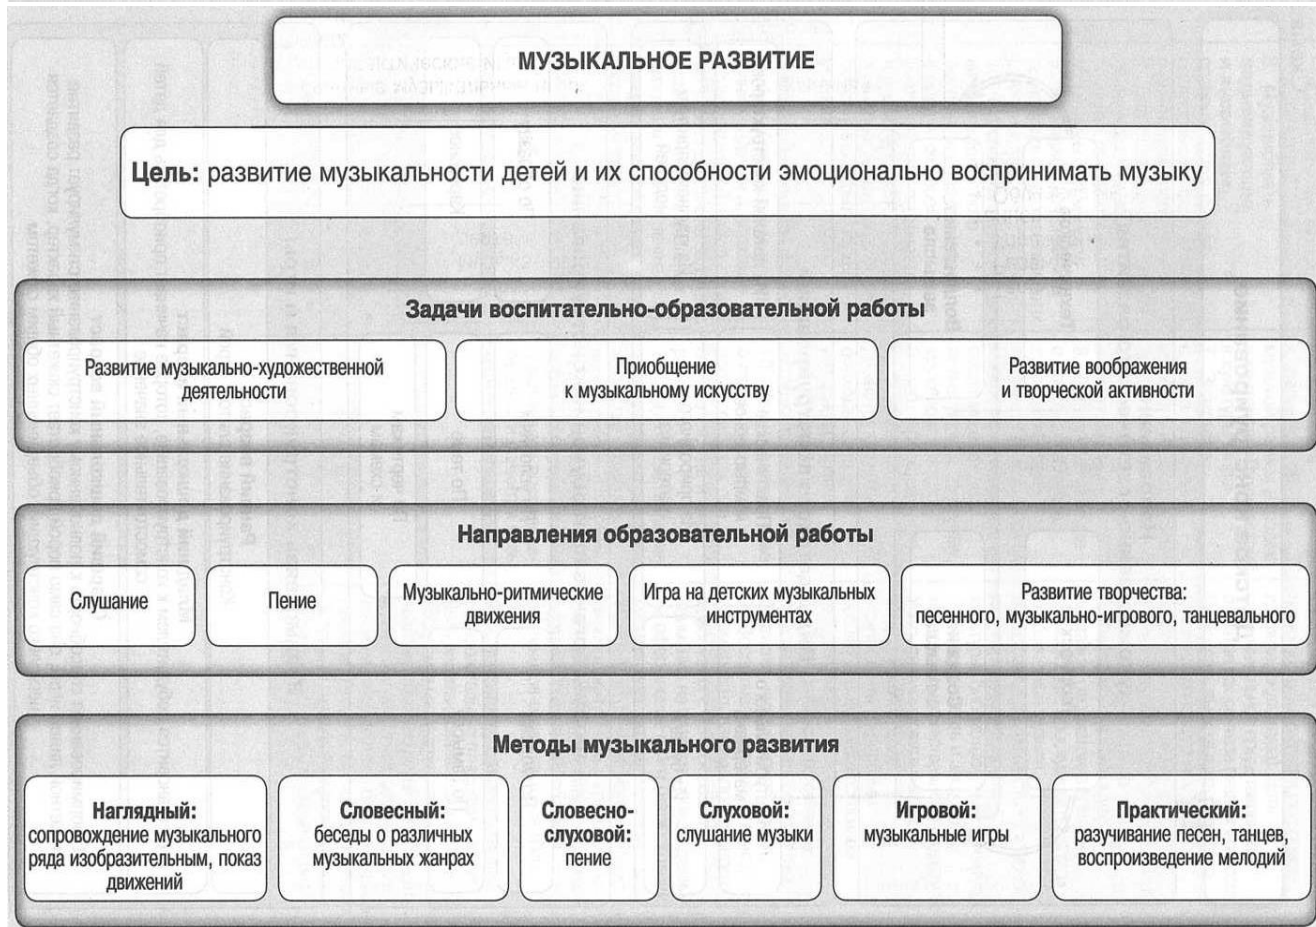 МУЗЫКАЛЬНОЕ РАЗВИТИЕ
Цель: развитие музыкальности детей и их способности эмоционально воспринимать музыку
Задачи воспитательно-образовательной работы
Развитие музыкально-художественной
деятельности
Приобщение
к музыкальному искусству
Развитие воображения
и творческой активности
Направления образовательной работы
Слушание
Пение
Музыкально-ритмические
движения
Игра на детских музыкальных
инструментах
Развитие творчества:
песенного, музыкально-игрового, танцевального
Методы музыкального развития
Наглядный:
сопровождение музыкального
ряда изобразительным, показ
движений
Словесный:
беседы о различных
музыкальных жанрах
Словесно-
слуховой:
пение
Слуховой:
слушание музыки
Игровой:
музыкальные игры
Практический:
разучивание песен, танцев,
воспроизведение мелодий